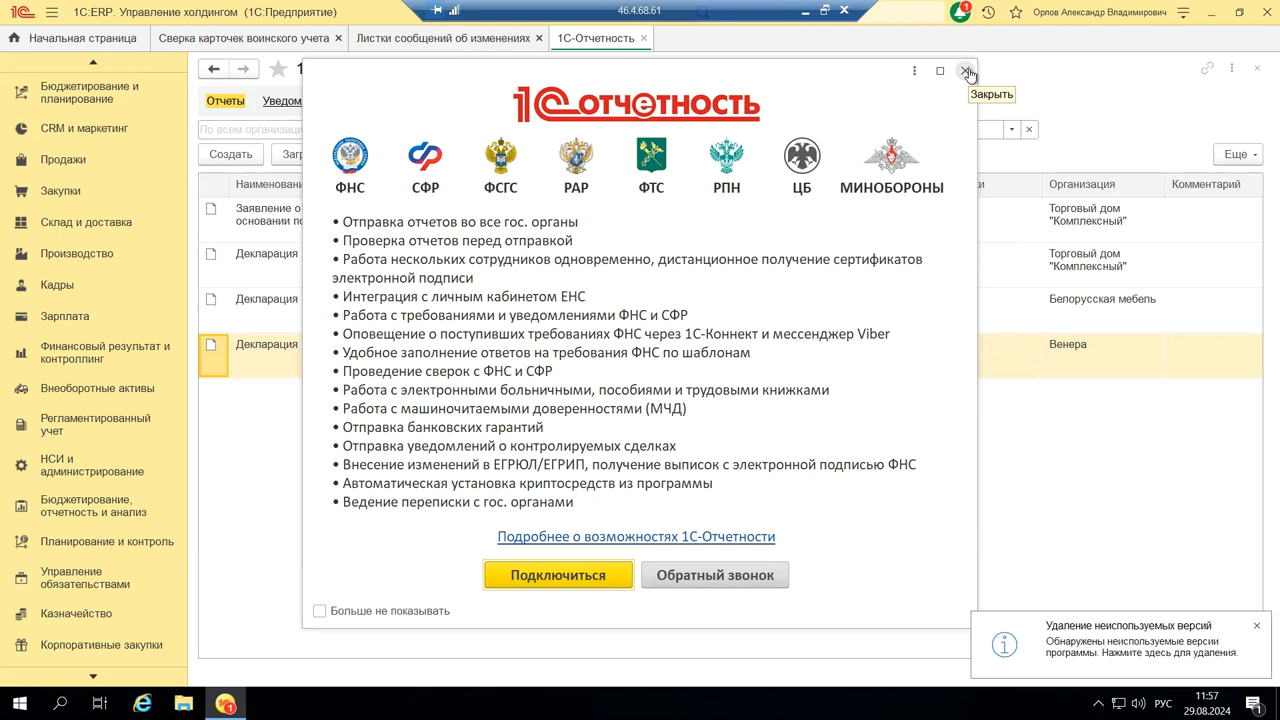 1С:ERP. Управление холдингом (1С:Предприятие)
46.4.68.61
1
Орлов Александр Владимирович
Начальная страница
Сверка карточек воинского учета ×
Листки сообщений об изменениях ×
1С-Отчетность ×
Бюджетирование и
планирование
CRM и маркетинг
Продажи
Закупки
Склад и доставка
Производство
Кадры
Зарплата
Финансовый результат и
контроллинг
Внеоборотные активы
Регламентированный
учет
НСИ и
администрирование
Бюджетирование,
отчетность и анализ
Планирование и контроль
Управление
обязательствами
Казначейство
Корпоративные закупки
Отчеты
Создать
Еще
Организация
Комментарий
Заявление о
Торговый дом
"Комплексный"
Декларация
Торговый дом
"Комплексный"
Декларация
Белорусская мебель
Декларация
Венера
Закрыть
1С отчетность
ФНС
СФР
ФСГС
РАР
ФТС
РПН
ЦБ
МИНОБОРОНЫ
• Отправка отчетов во все гос. органы
• Проверка отчетов перед отправкой
• Работа нескольких сотрудников одновременно, дистанционное получение сертификатов
электронной подписи
• Интеграция с личным кабинетом ЕНС
• Работа с требованиями и уведомлениями ФНС и СФР
• Оповещение о поступивших требованиях ФНС через 1С-Коннект и мессенджер Viber
• Удобное заполнение ответов на требования ФНС по шаблонам
• Проведение сверок с ФНС и СФР
• Работа с электронными больничными, пособиями и трудовыми книжками
• Работа с машиночитаемыми доверенностями (МЧД)
• Отправка банковских гарантий
• Отправка уведомлений о контролируемых сделках
• Внесение изменений в ЕГРЮЛ/ЕГРИП, получение выписок с электронной подписью ФНС
• Автоматическая установка криптосредств из программы
• Ведение переписки с гос. органами
Подробнее о возможностях 1С-Отчетности
Подключиться
Обратный звонок
Больше не показывать
Удаление неиспользуемых версий
Обнаружены неиспользуемые версии
программы. Нажмите здесь для удаления.
РУС
11:57
29.08.2024
1